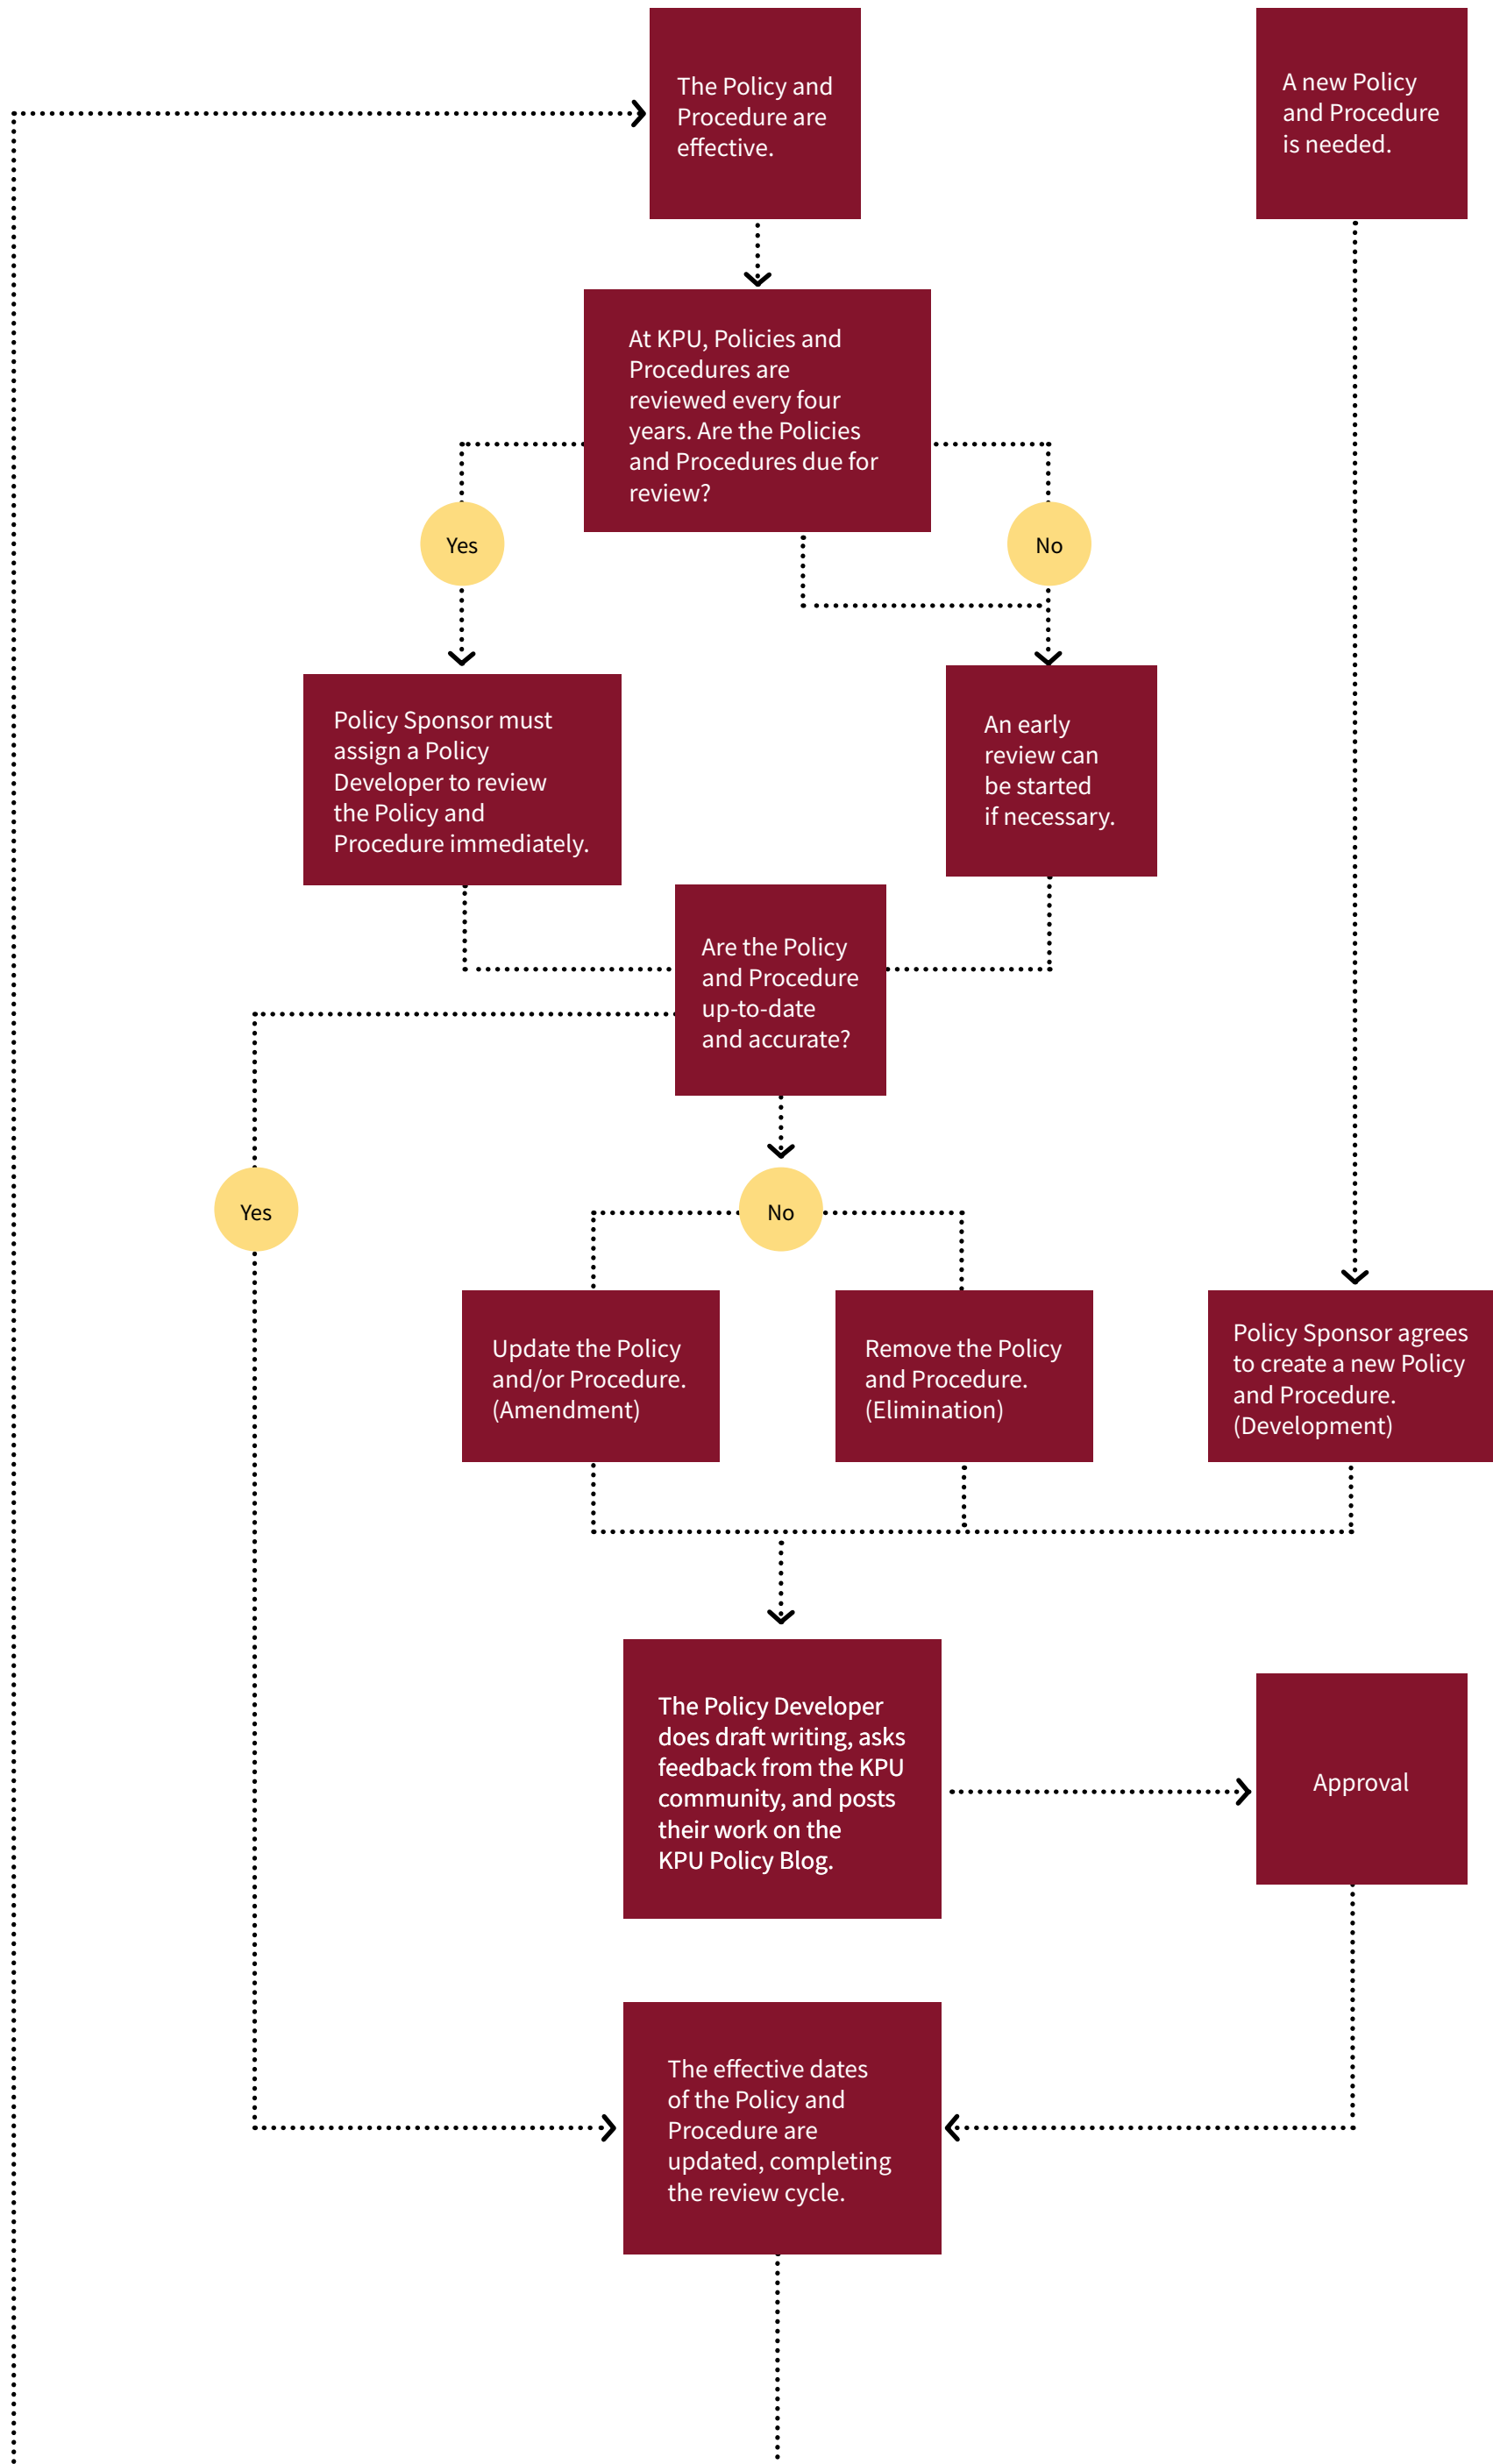 The Policy and
Procedure are
effective.
A new Policy
and Procedure
is needed.
At KPU, Policies and
Procedures are
reviewed every four
years. Are the Policies
and Procedures due for
review?
Yes
No
Policy Sponsor must
assign a Policy
Developer to review
the Policy and
Procedure immediately.
An early
review can
be started
if necessary.
Are the Policy
and Procedure
up-to-date
and accurate?
Yes
No
Update the Policy
and/or Procedure.
(Amendment)
Remove the Policy
and Procedure.
(Elimination)
Policy Sponsor agrees
to create a new Policy
and Procedure.
(Development)
The Policy Developer
does draft writing, asks
feedback from the KPU
community, and posts
their work on the
KPU Policy Blog.
Approval
The effective dates
of the Policy and
Procedure are
updated, completing
the review cycle.